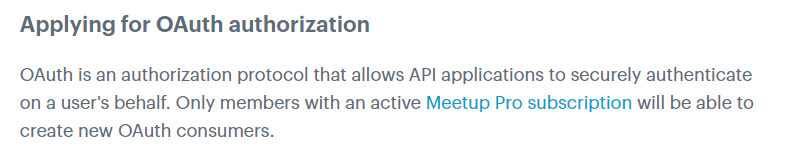 Applying for OAuth authorization
OAuth is an authorization protocol that allows API applications to securely authenticate
on a user's behalf. Only members with an active Meetup Pro subscription will be able to
create new OAuth consumers.